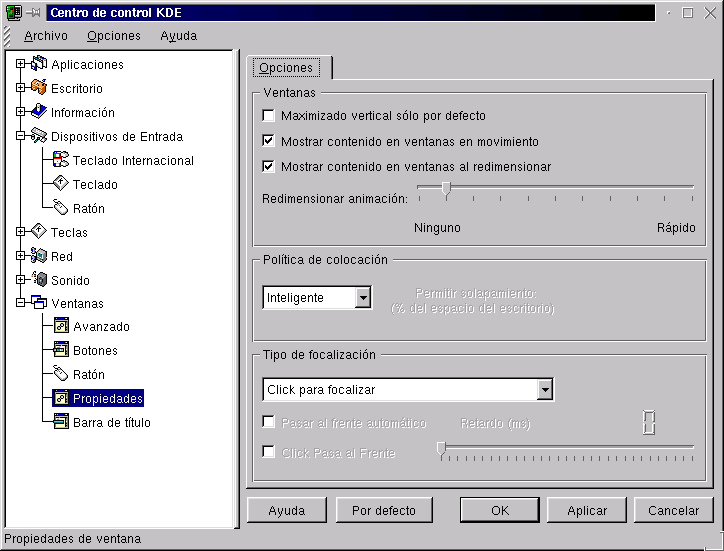 Centro de control KDE
Archivo Opciones Ayuda
Aplicaciones
Escritorio
Información
Dispositivos de Entrada
Teclado Internacional
Teclado
Ratón
Teclas
Red
Sonido
Ventanas
Avanzado
Botones
Ratón
Propiedades
Barra de título
Opciones
Ventanas
Maximizado vertical sólo por defecto
Mostrar contenido en ventanas en movimiento
Mostrar contenido en ventanas al redimensionar
Redimensionar animación:
Ninguno Rápido
Política de colocación
Inteligente
Permitir solapamiento:
(% del espacio del escritorio)
Tipo de focalización
Click para focalizar
Pasar al frente automático Retardo (ms) 0
Click Pasa al Frente
Ayuda Por defecto OK Aplicar Cancelar
Propiedades de ventana